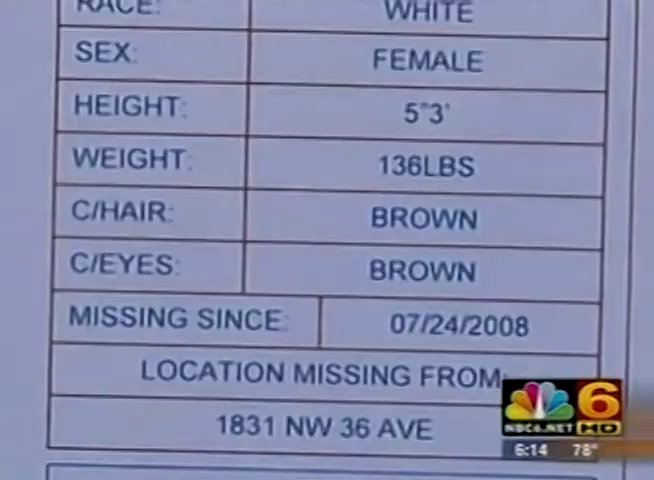 RACE: WHITE
SEX: FEMALE
HEIGHT: 5"3'
WEIGHT: 136LBS
C/HAIR: BROWN
C/EYES: BROWN
MISSING SINCE: 07/24/2008
LOCATION MISSING FROM:
1831 NW 36 AVE
6
NBC6.NET HD
6:14 78°